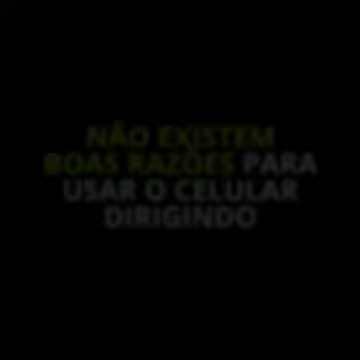 NÃO EXISTEM
BOAS RAZÕES PARA
USAR O CELULAR
DIRIGINDO